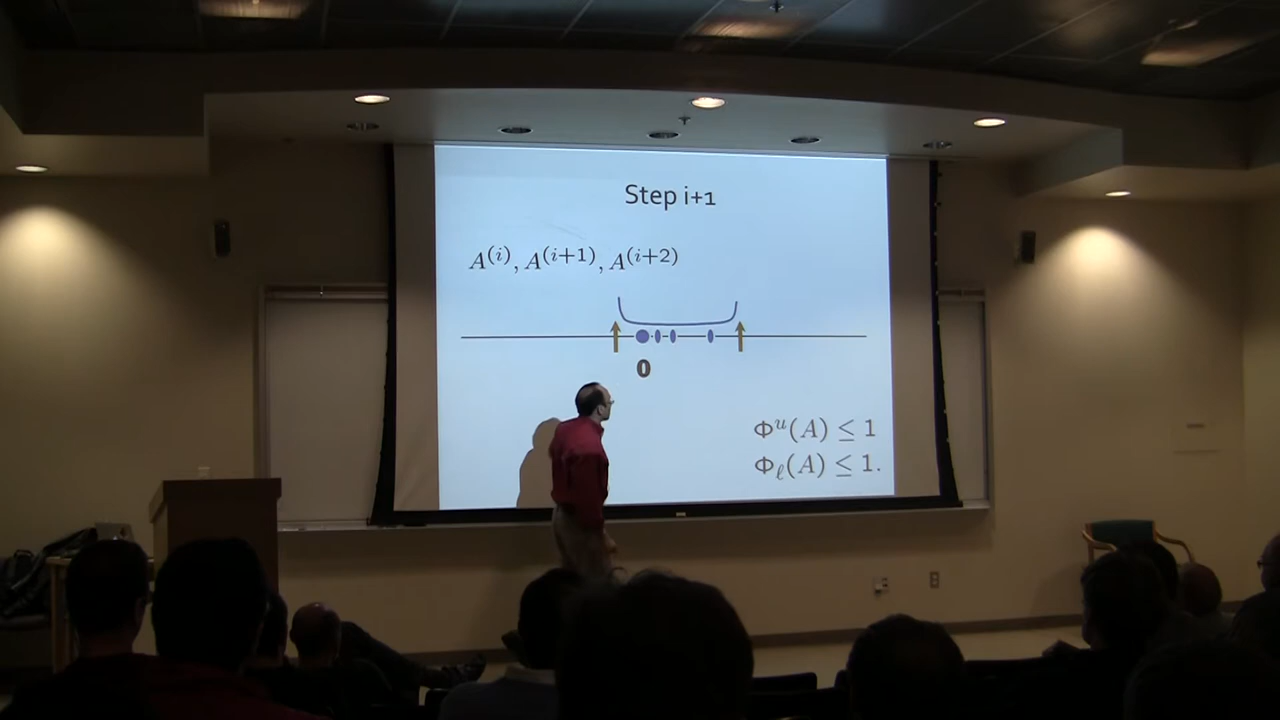 Step i+1
A^(i), A^(i+1), A^(i+2)
0
Φ^u(A) ≤ 1
Φ_ℓ(A) ≤ 1.